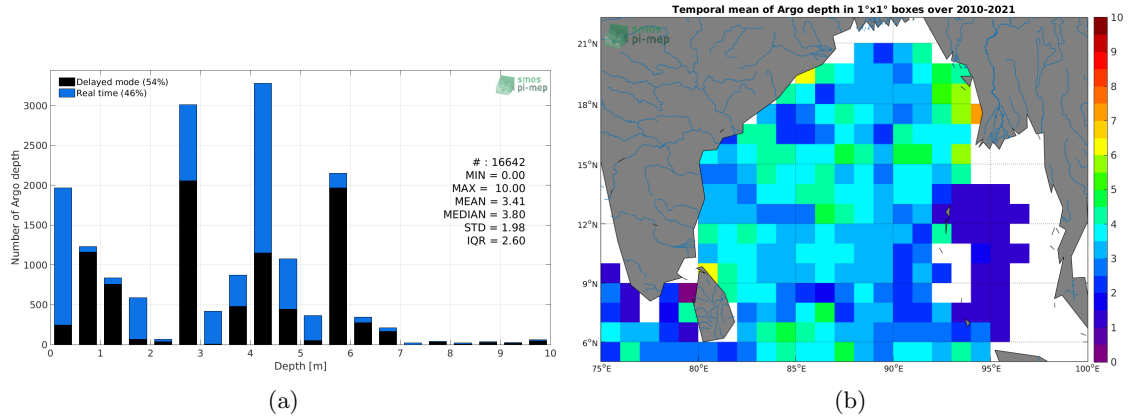 smos
pi-mep
Delayed mode (54%)
Real time (46%)
# : 16642
MIN = 0.00
MAX = 10.00
MEAN = 3.41
MEDIAN = 3.80
STD = 1.98
IQR = 2.60
Number of Argo depth
3000
2500
2000
1500
1000
500
0
0 1 2 3 4 5 6 7 8 9 10
Depth [m]
(a)
Temporal mean of Argo depth in 1°x1° boxes over 2010-2021
smos
pi-mep
21°N
18°N
15°N
12°N
9°N
6°N
75°E 80°E 85°E 90°E 95°E 100°E
10
9
8
7
6
5
4
3
2
1
0
(b)